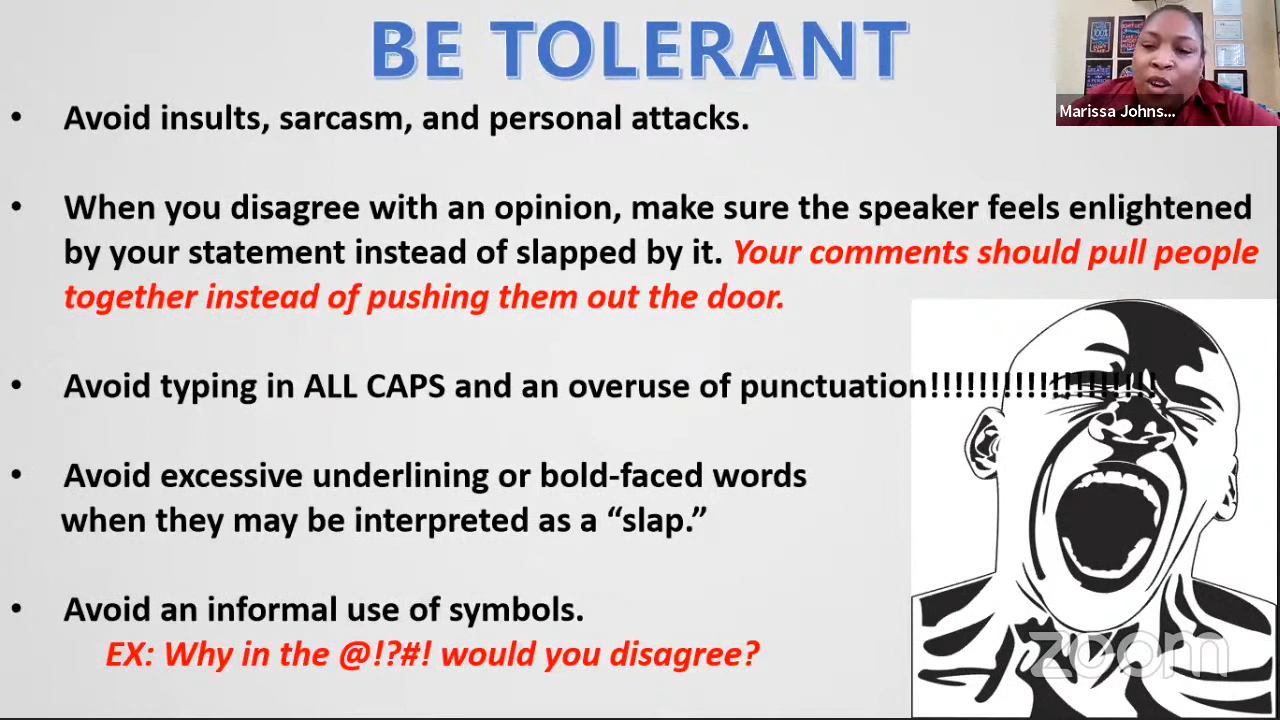 BE TOLERANT
Marissa Johns...
• Avoid insults, sarcasm, and personal attacks.
• When you disagree with an opinion, make sure the speaker feels enlightened
by your statement instead of slapped by it. Your comments should pull people
together instead of pushing them out the door.
• Avoid typing in ALL CAPS and an overuse of punctuation!!!!!!!!!!!!!!!!!!!
• Avoid excessive underlining or bold-faced words
when they may be interpreted as a “slap.”
• Avoid an informal use of symbols.
EX: Why in the @!?#! would you disagree?
zoom